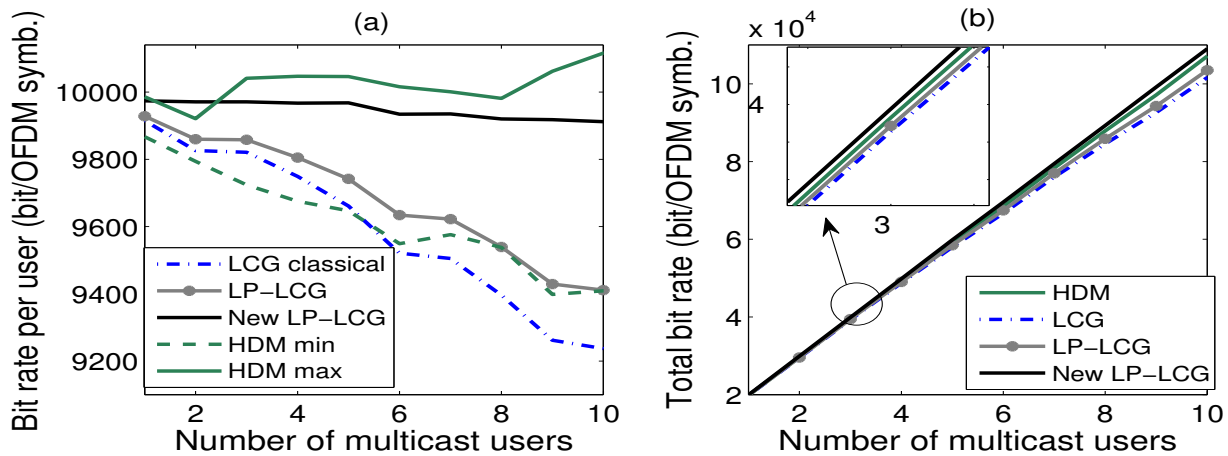 (a)
Bit rate per user (bit/OFDM symb.)
10000
9800
9600
9400
9200
LCG classical
LP−LCG
New LP−LCG
HDM min
HDM max
2
4
6
8
10
Number of multicast users
(b)
x 10^4
Total bit rate (bit/OFDM symb.)
10
8
6
4
2
4
3
HDM
LCG
LP−LCG
New LP−LCG
2
4
6
8
10
Number of multicast users